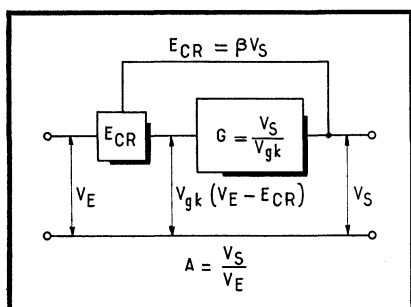 E_CR = βV_S
E_CR
G = V_S / V_gk
V_E
V_gk (V_E – E_CR)
V_S
A = V_S / V_E